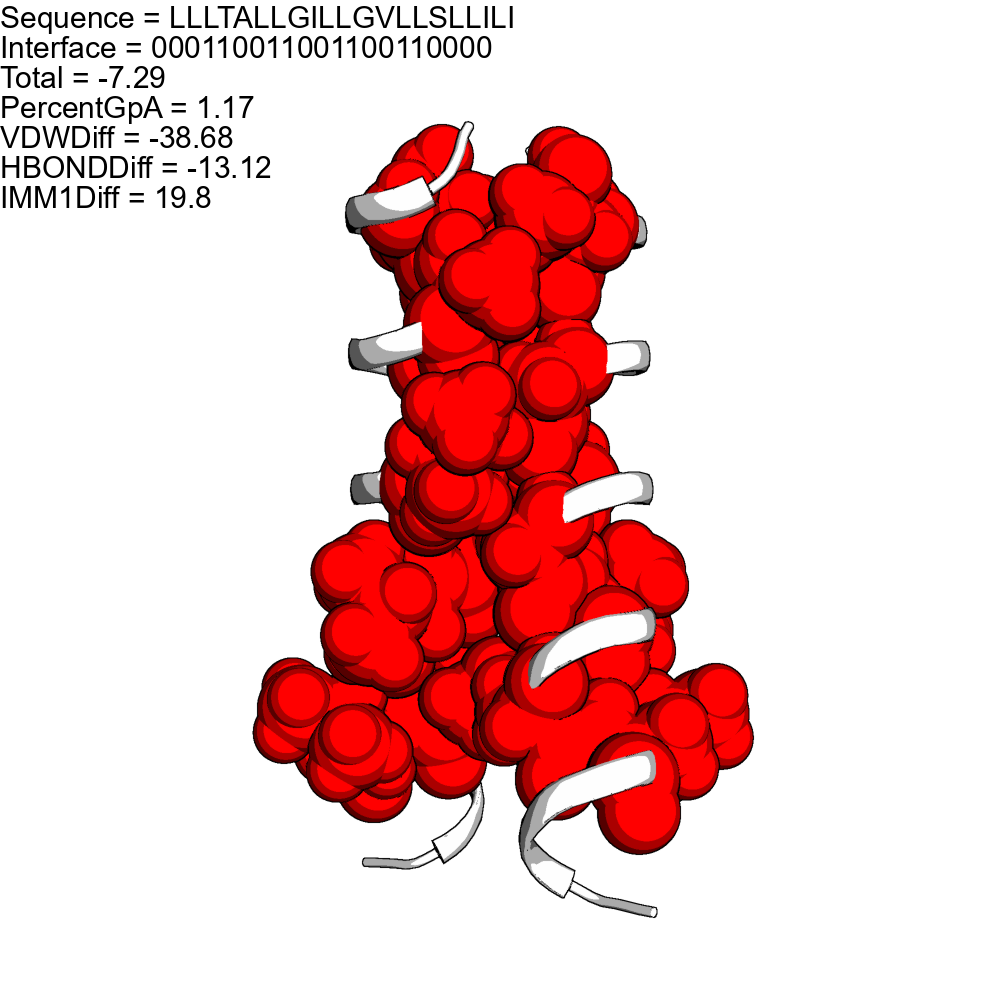 Sequence = LLLTALLGILLGVLLSLLILI
Interface = 000110011001100110000
Total = -7.29
PercentGpA = 1.17
VDWDiff = -38.68
HBONDDiff = -13.12
IMM1Diff = 19.8